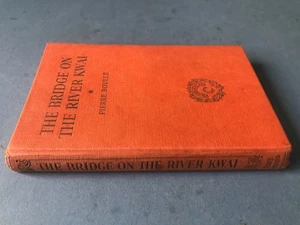 THE BRIDGE ON
THE RIVER KWAI
PIERRE BOULLE
THE BRIDGE ON THE RIVER KWAI